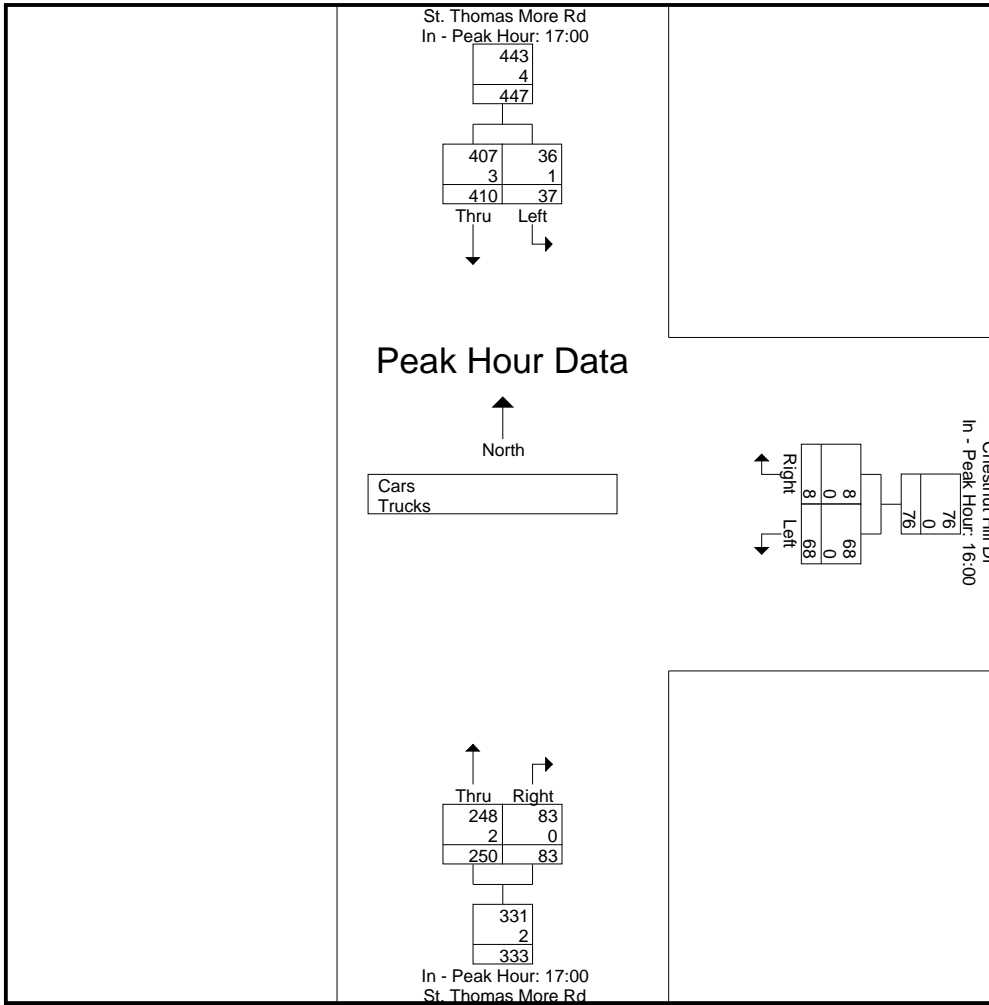 St. Thomas More Rd
In - Peak Hour: 17:00
443
4
447
407 36
3 1
410 37
Thru Left
Peak Hour Data
North
Cars
Trucks
In - Peak Hour: 16:00
76
0
76
Right Left
8 68
0 0
8 68
Thru Right
248 83
2 0
250 83
331
2
333
In - Peak Hour: 17:00
St. Thomas More Rd